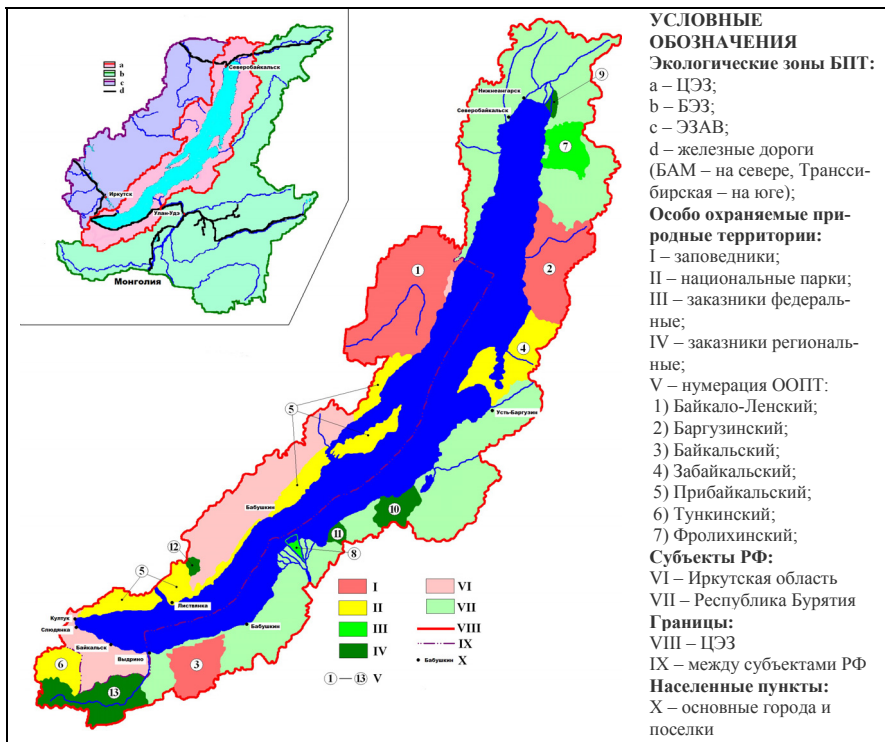 a
b
c
d
Северобайкальск
Иркутск
Улан-Удэ
Монголия
Нижнеангарск
Северобайкальск
9
7
1
2
4
5
Усть-Баргузин
Бабушкин
10
11
12
8
5
Листвянка
Култук
Слюдянка
Байкальск
Выдрино
Бабушкин
6
13
3
I
II
III
IV
1 — 13 V
VI
VII
VIII
IX
Бабушкин X
УСЛОВНЫЕ
ОБОЗНАЧЕНИЯ
Экологические зоны БПТ:
a – ЦЭЗ;
b – БЭЗ;
c – ЭЗАВ;
d – железные дороги
(БАМ – на севере, Трансси-
бирская – на юге);
Особо охраняемые при-
родные территории:
I – заповедники;
II – национальные парки;
III – заказники федераль-
ные;
IV – заказники региональ-
ные;
V – нумерация ООПТ:
1) Байкало-Ленский;
2) Баргузинский;
3) Байкальский;
4) Забайкальский;
5) Прибайкальский;
6) Тункинский;
7) Фролихинский;
Субъекты РФ:
VI – Иркутская область
VII – Республика Бурятия
Границы:
VIII – ЦЭЗ
IX – между субъектами РФ
Населенные пункты:
X – основные города и
поселки